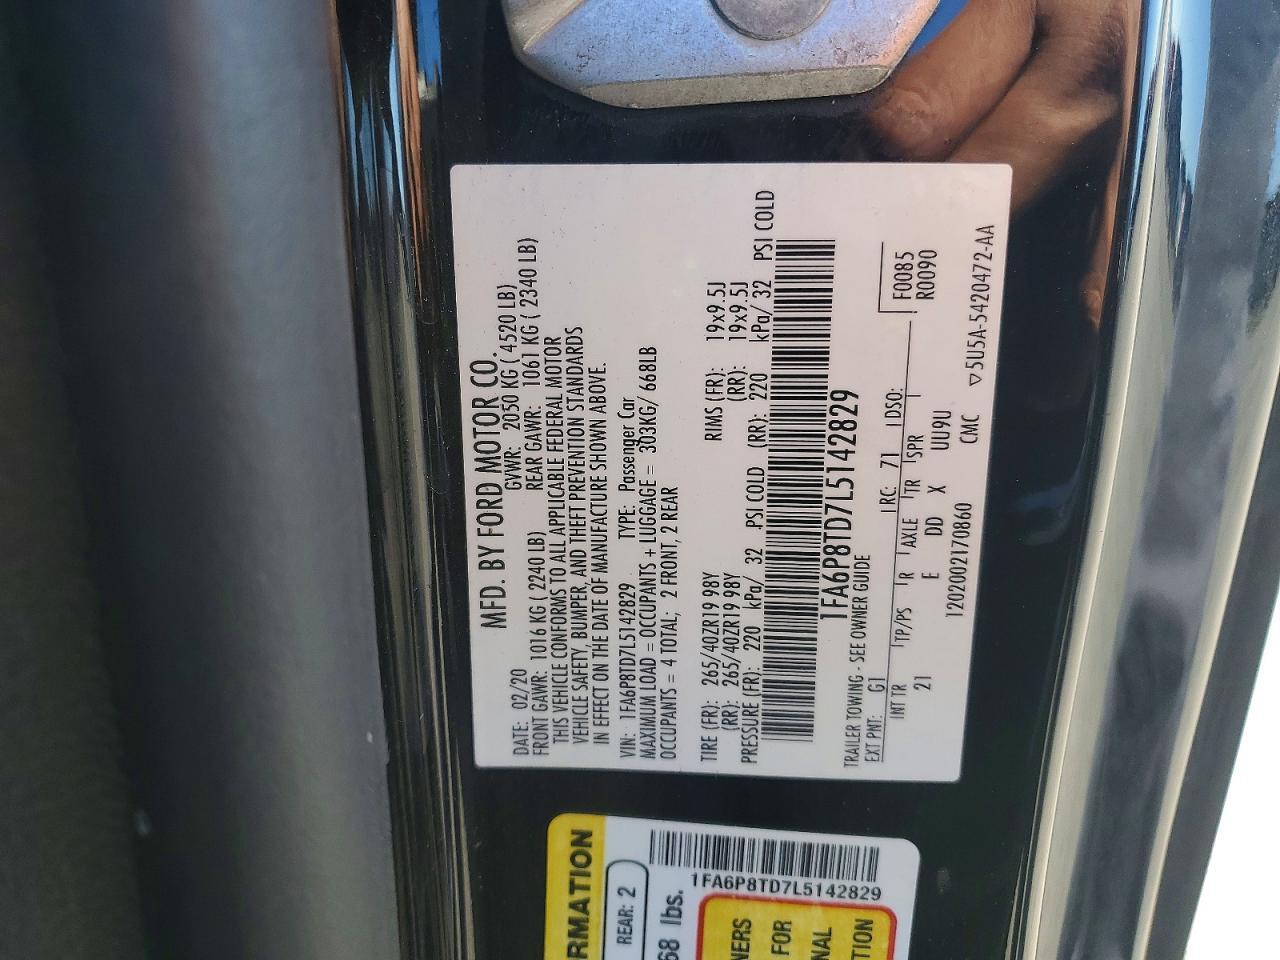 MFD. BY FORD MOTOR CO.
DATE: 02/20 GVWR: 2050 KG ( 4520 LB)
FRONT GAWR: 1016 KG ( 2240 LB) REAR GAWR: 1061 KG ( 2340 LB)
THIS VEHICLE CONFORMS TO ALL APPLICABLE FEDERAL MOTOR
VEHICLE SAFETY, BUMPER, AND THEFT PREVENTION STANDARDS
IN EFFECT ON THE DATE OF MANUFACTURE SHOWN ABOVE.
VIN: 1FA6P8TD7L5142829 TYPE: Passenger Car
MAXIMUM LOAD = OCCUPANTS + LUGGAGE = 303KG/ 668LB
OCCUPANTS = 4 TOTAL; 2 FRONT, 2 REAR
TIRE (FR): 265/40ZR19 98Y RIMS (FR): 19x9.5J
(RR): 265/40ZR19 98Y (RR): 19x9.5J
PRESSURE (FR): 220 kPa/ 32 PSI COLD (RR): 220 kPa/ 32 PSI COLD
1FA6P8TD7L5142829
TRAILER TOWING - SEE OWNER GUIDE
EXT PNT: G1 RC: 71 DSO: F0085
INT TR TP/PS R AXLE TR SPR R0090
21 E DD X UU9U
1202002170860 CMC ▽5U5A-5420472-AA
RMATION
REAR: 2
68 lbs.
1FA6P8TD7L5142829
NERS
FOR
NAL
TION